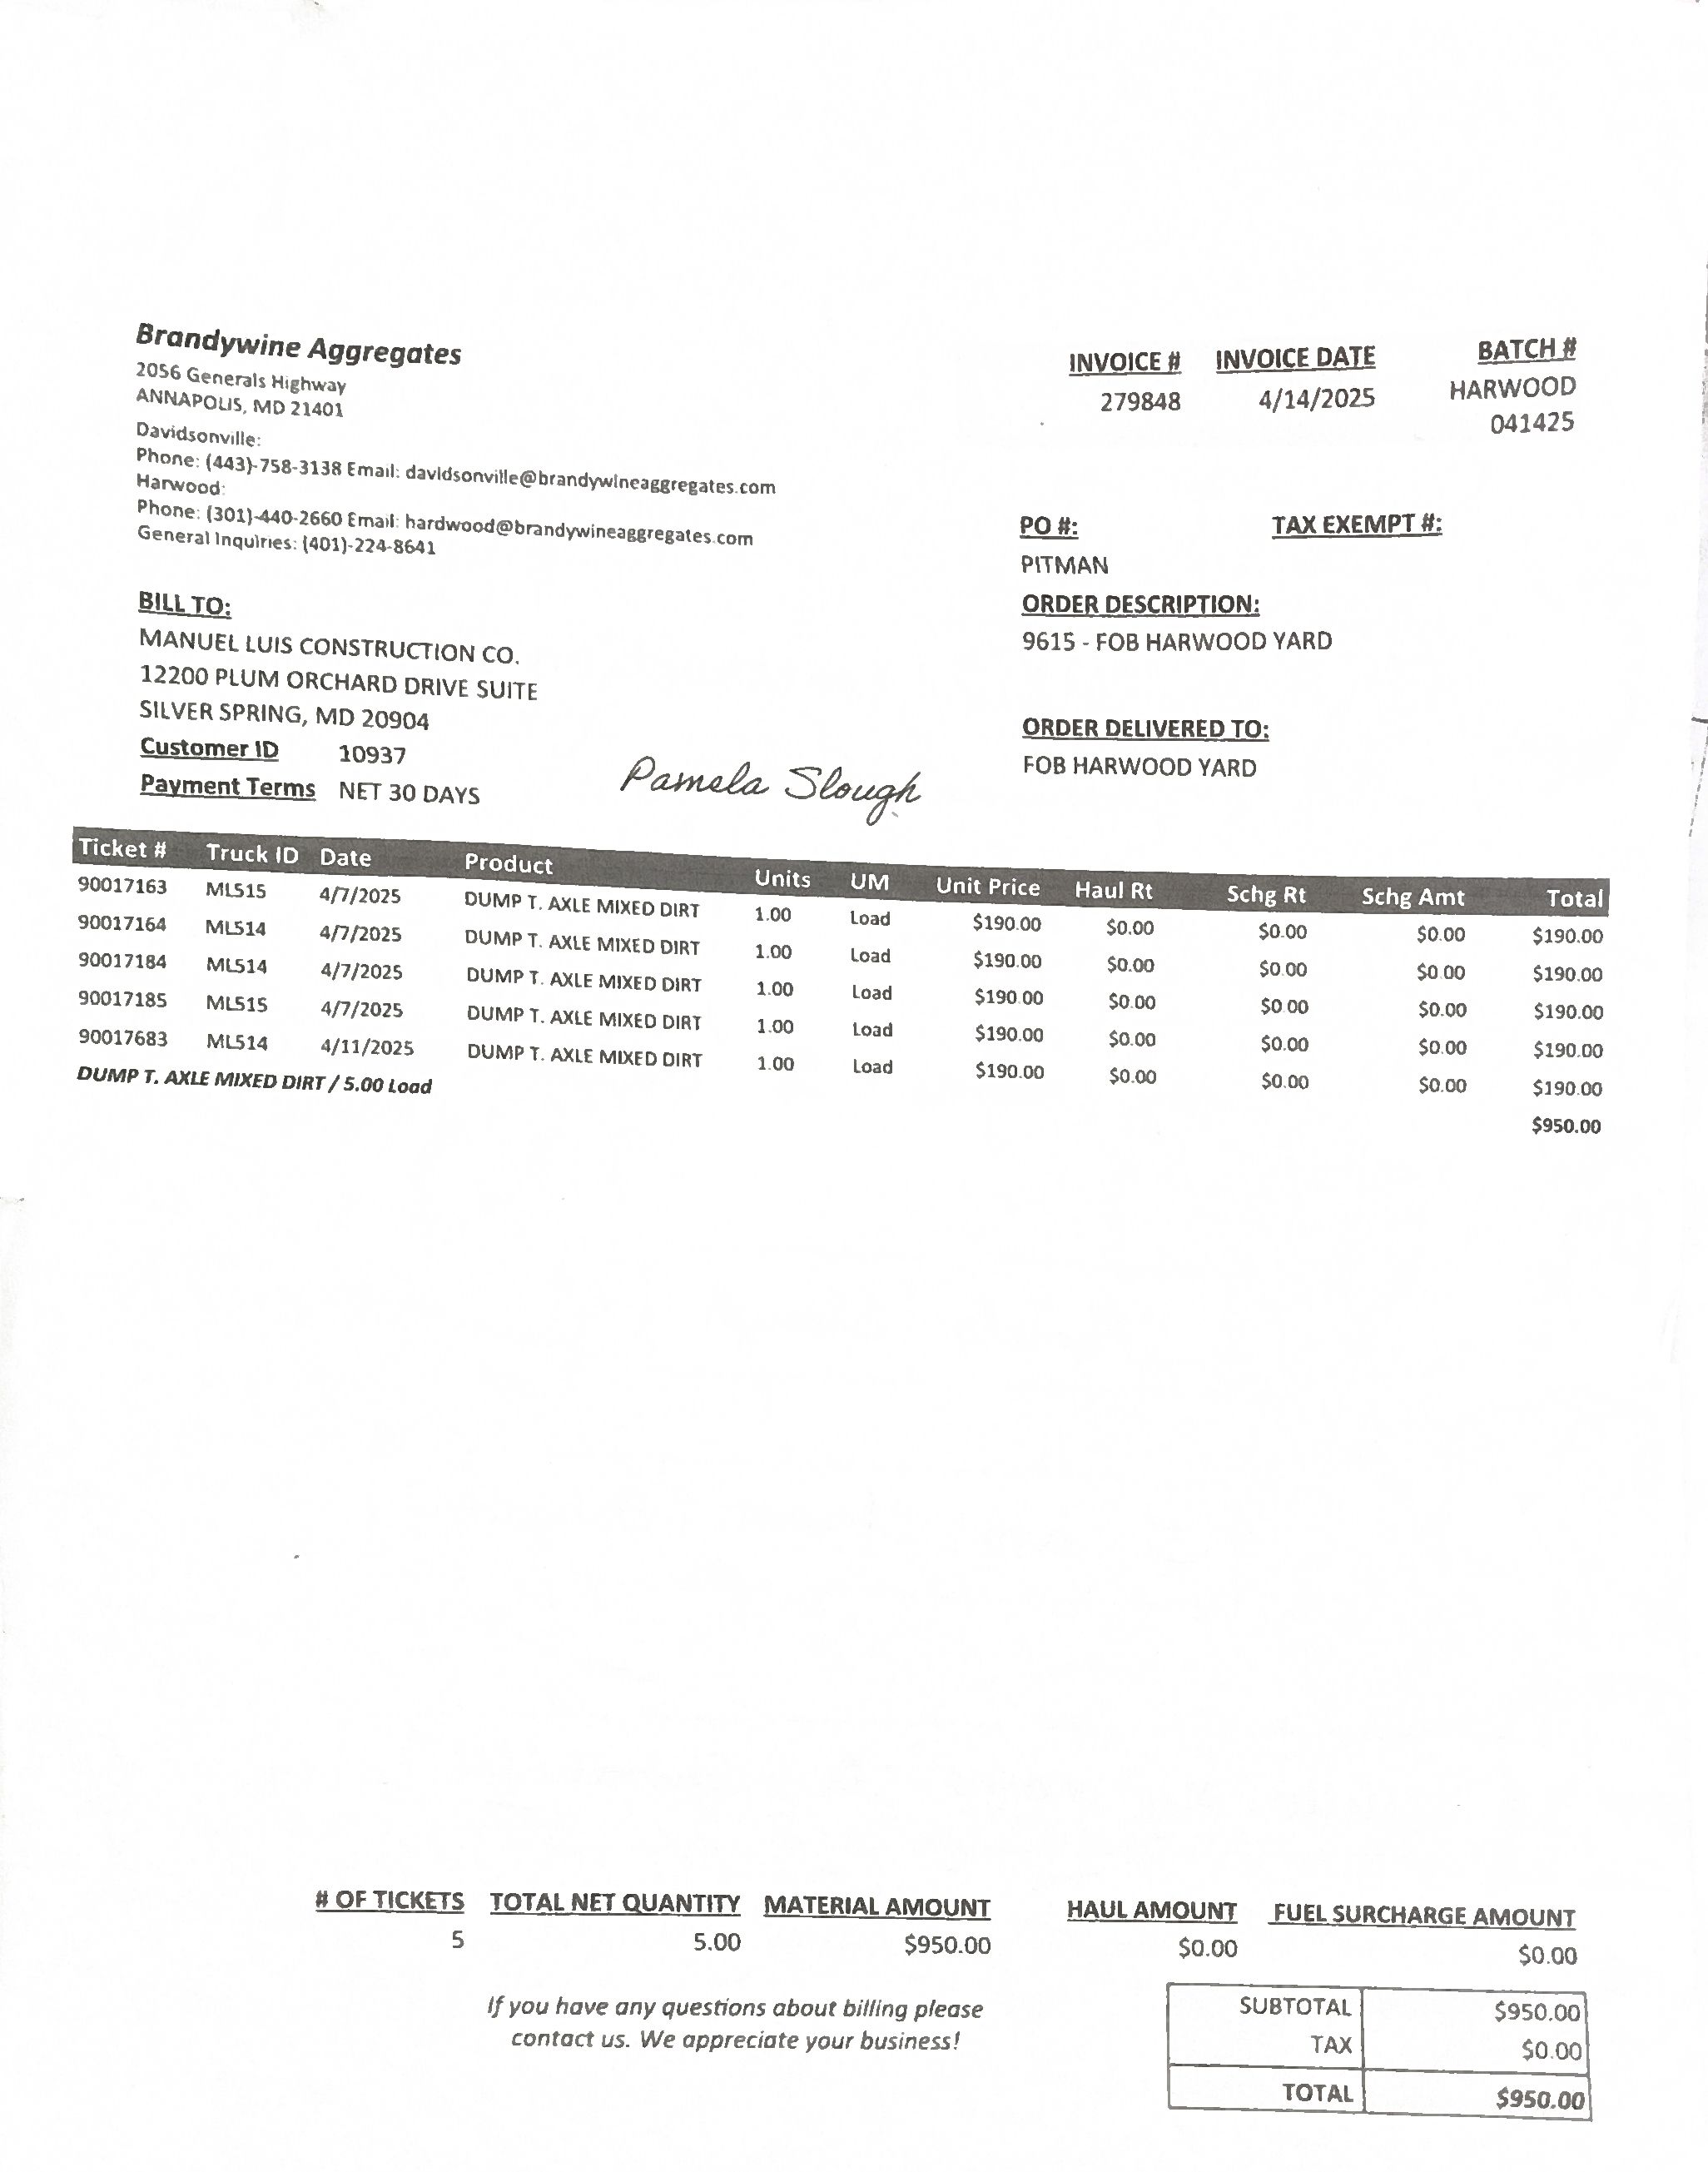 Brandywine Aggregates
2056 Generals Highway
ANNAPOLIS, MD 21401
Davidsonville:
Phone: (443)-758-3138 Email: davidsonville@brandywineaggregates.com
Harwood:
Phone: (301)-440-2660 Email: hardwood@brandywineaggregates.com
General Inquiries: (401)-224-8641
INVOICE # INVOICE DATE BATCH #
279848 4/14/2025 HARWOOD
041425
PO #: TAX EXEMPT #:
PITMAN
ORDER DESCRIPTION:
9615 - FOB HARWOOD YARD
ORDER DELIVERED TO:
FOB HARWOOD YARD
BILL TO:
MANUEL LUIS CONSTRUCTION CO.
12200 PLUM ORCHARD DRIVE SUITE
SILVER SPRING, MD 20904
Customer ID 10937
Payment Terms NET 30 DAYS
Pamela Slough
Ticket # Truck ID Date Product Units UM Unit Price Haul Rt Schg Rt Schg Amt Total
90017163 ML515 4/7/2025 DUMP T. AXLE MIXED DIRT 1.00 Load $190.00 $0.00 $0.00 $0.00 $190.00
90017164 ML514 4/7/2025 DUMP T. AXLE MIXED DIRT 1.00 Load $190.00 $0.00 $0.00 $0.00 $190.00
90017184 ML514 4/7/2025 DUMP T. AXLE MIXED DIRT 1.00 Load $190.00 $0.00 $0.00 $0.00 $190.00
90017185 ML515 4/7/2025 DUMP T. AXLE MIXED DIRT 1.00 Load $190.00 $0.00 $0.00 $0.00 $190.00
90017683 ML514 4/11/2025 DUMP T. AXLE MIXED DIRT 1.00 Load $190.00 $0.00 $0.00 $0.00 $190.00
DUMP T. AXLE MIXED DIRT / 5.00 Load $950.00
# OF TICKETS TOTAL NET QUANTITY MATERIAL AMOUNT HAUL AMOUNT FUEL SURCHARGE AMOUNT
5 5.00 $950.00 $0.00 $0.00
If you have any questions about billing please
contact us. We appreciate your business!
SUBTOTAL $950.00
TAX $0.00
TOTAL $950.00